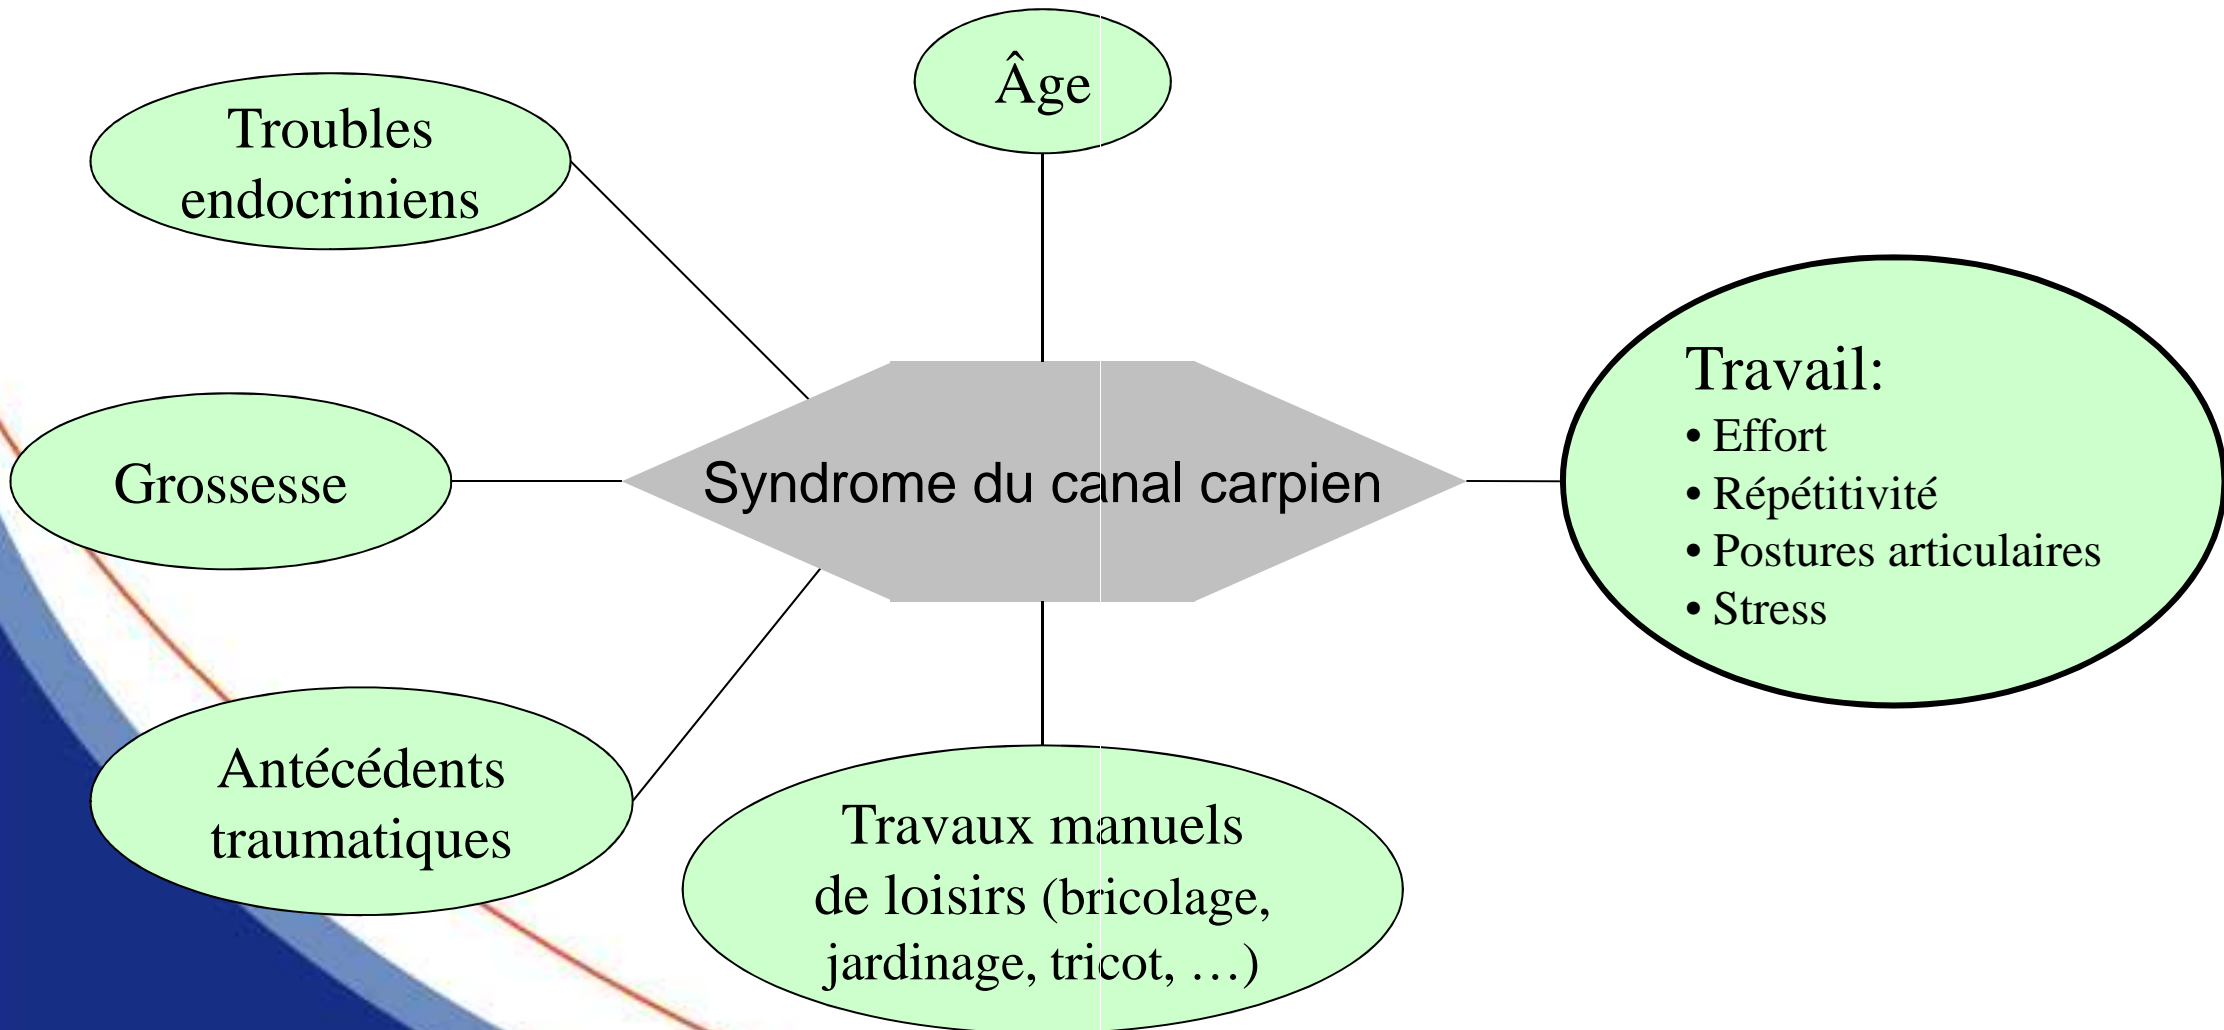 Âge
Troubles
endocriniens
Travail:
• Effort
• Répétitivité
• Postures articulaires
• Stress
Grossesse
Syndrome du canal carpien
Antécédents
traumatiques
Travaux manuels
de loisirs (bricolage,
jardinage, tricot, …)